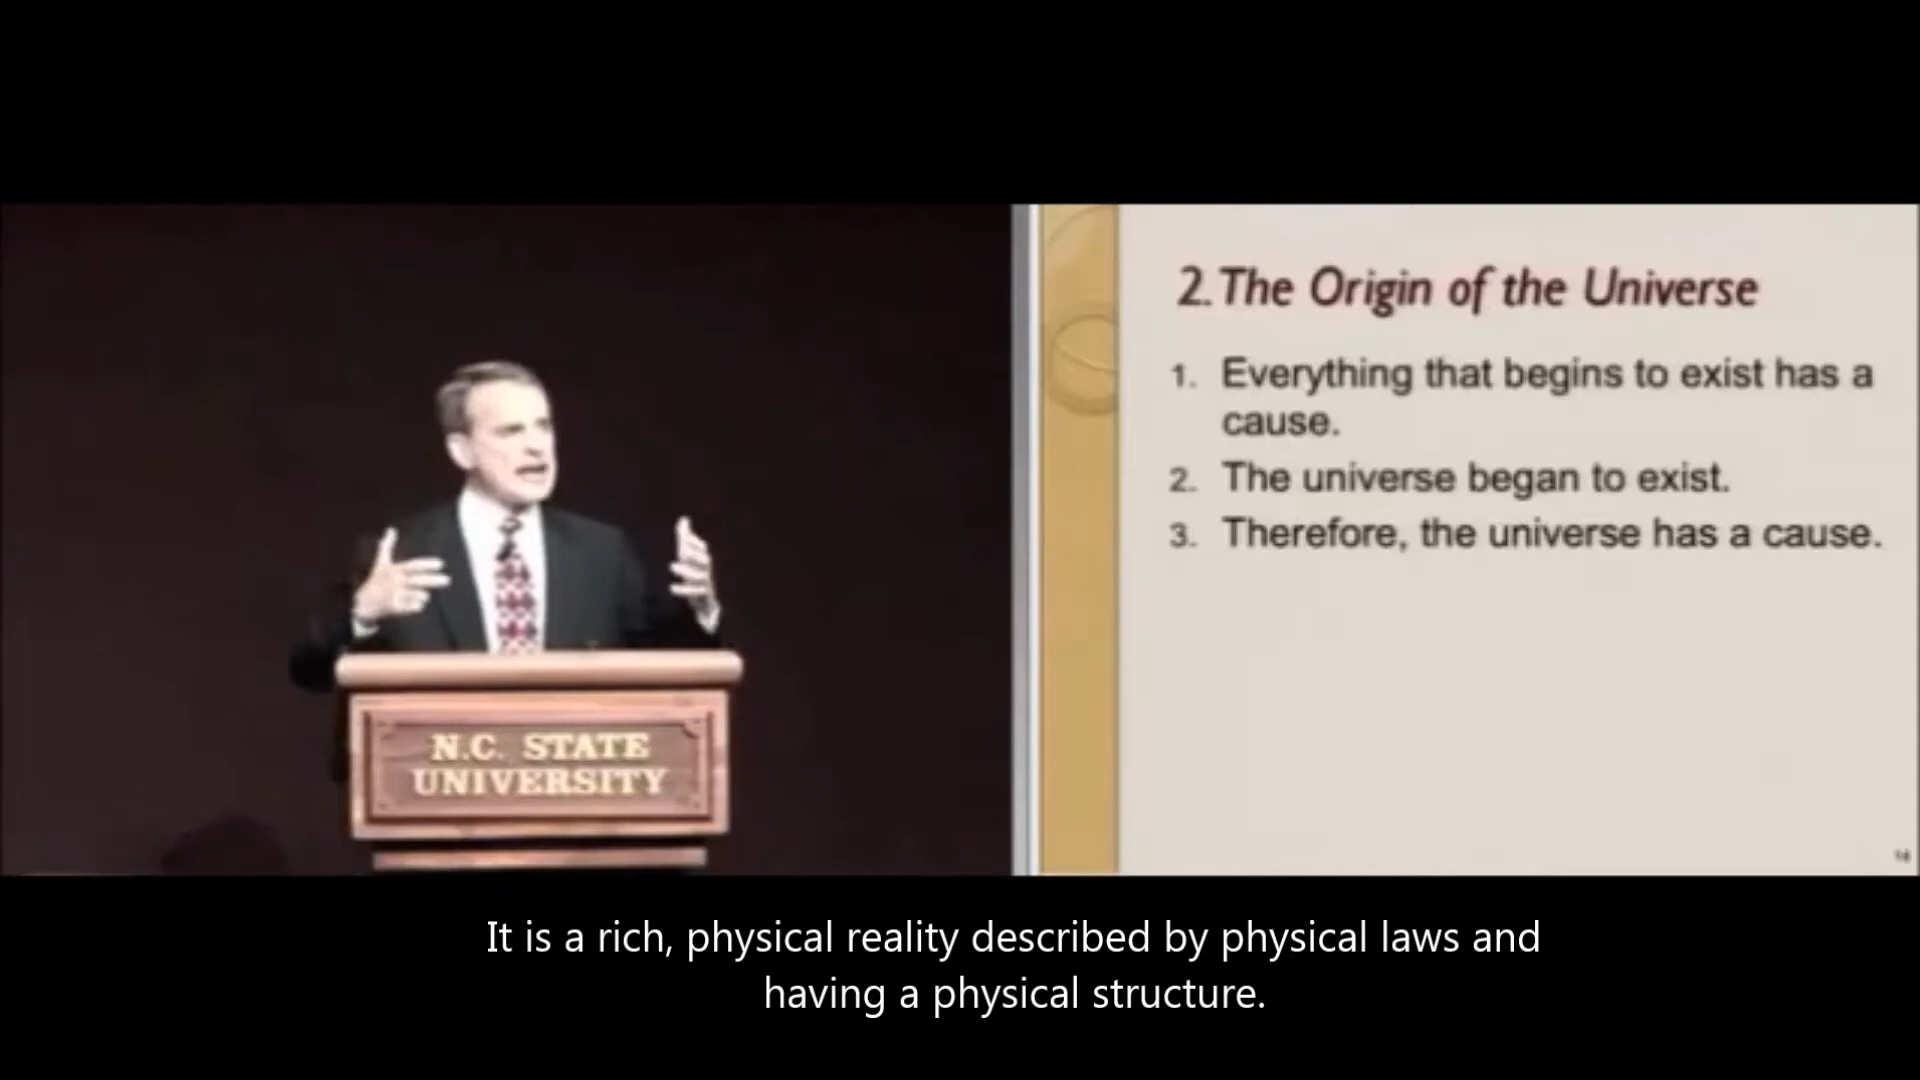 2. The Origin of the Universe
1. Everything that begins to exist has a
cause.
2. The universe began to exist.
3. Therefore, the universe has a cause.
N.C. STATE
UNIVERSITY
It is a rich, physical reality described by physical laws and
having a physical structure.